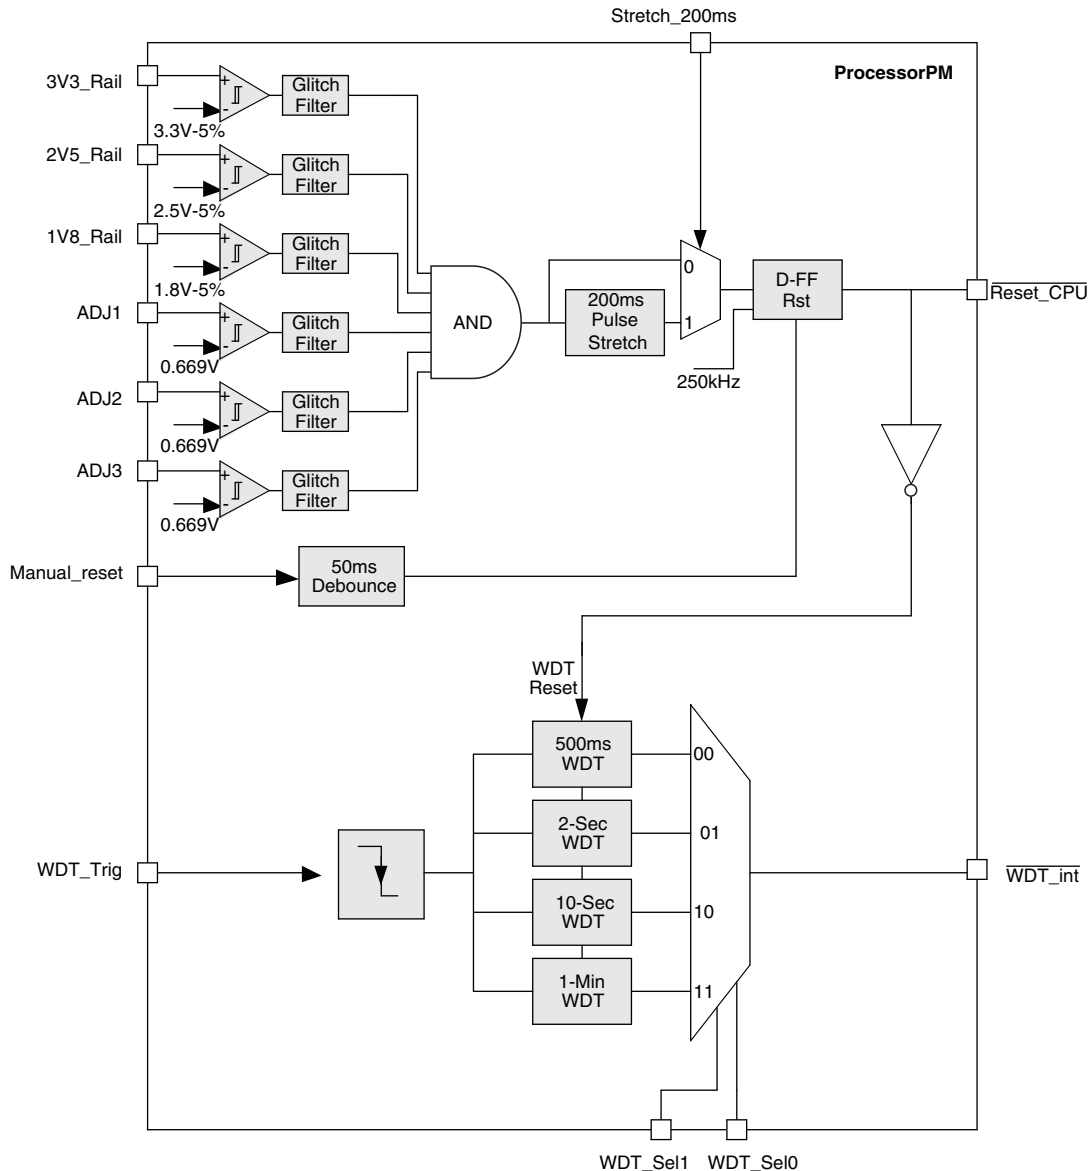 Stretch_200ms
ProcessorPM
3V3_Rail
+
-
3.3V-5%
Glitch
Filter
2V5_Rail
+
-
2.5V-5%
Glitch
Filter
1V8_Rail
+
-
1.8V-5%
Glitch
Filter
ADJ1
+
-
0.669V
Glitch
Filter
ADJ2
+
-
0.669V
Glitch
Filter
ADJ3
+
-
0.669V
Glitch
Filter
AND
200ms
Pulse
Stretch
0
1
D-FF
Rst
250kHz
Reset_CPU
Manual_reset
50ms
Debounce
WDT
Reset
500ms
WDT
00
2-Sec
WDT
01
10-Sec
WDT
10
1-Min
WDT
11
WDT_Trig
WDT_int
WDT_Sel1
WDT_Sel0